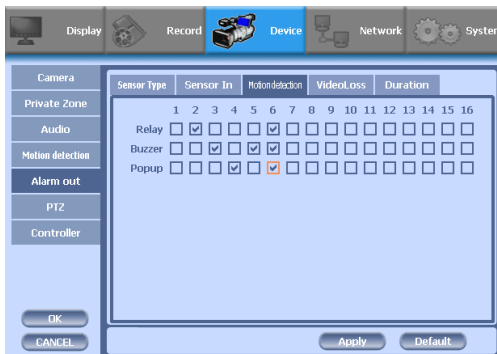 Display Record Device Network Syster
Camera
Private Zone
Audio
Motion detection
Alarm out
PTZ
Controller
Sensor Type Sensor In Motion detection VideoLoss Duration
1 2 3 4 5 6 7 8 9 10 11 12 13 14 15 16
Relay
Buzzer
Popup
OK
CANCEL
Apply Default